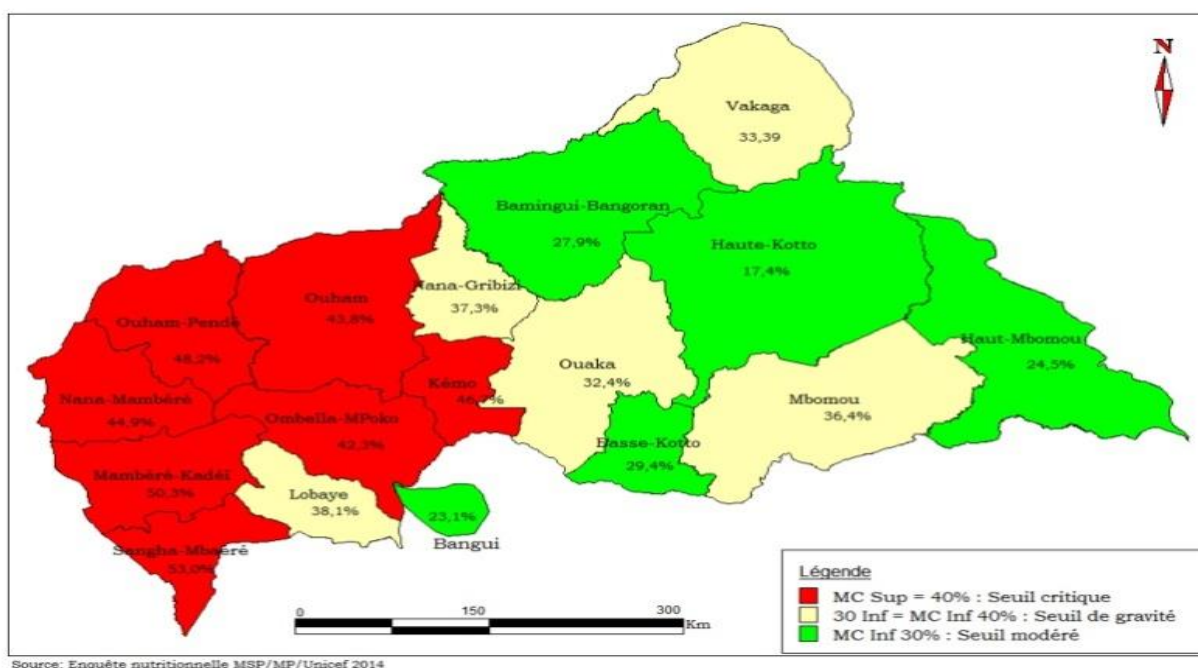 N
Vakaga
33,39
Bamingui-Bangoran
27,9%
Haute-Kotto
17,4%
Nana-Gribizi
37,3%
Ouham
43,8%
Ouham-Pendé
48,2%
Haut-Mbomou
24,5%
Ouaka
32,4%
Kémo
46,7%
Mbomou
36,4%
Nana-Mambéré
44,9%
Ombella-MPoko
42,3%
Basse-Kotto
29,4%
Mambéré-Kadéï
50,3%
Lobaye
38,1%
23,1%
Bangui
Sangha-Mbaéré
53,0%
0 150 300
Km
Légende
MC Sup = 40% : Seuil critique
30 Inf = MC Inf 40% : Seuil de gravité
MC Inf 30% : Seuil modéré
Source: Enquête nutritionnelle MSP/MP/Unicef 2014